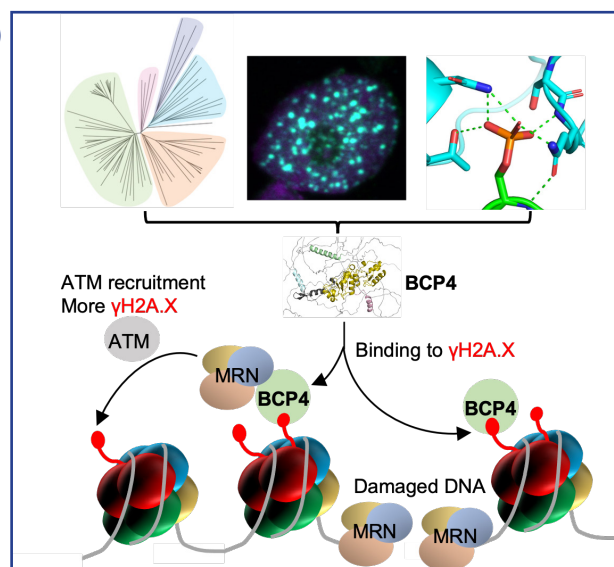 BCP4
ATM recruitment
More γH2A.X
ATM
Binding to γH2A.X
MRN
BCP4
BCP4
Damaged DNA
MRN
MRN